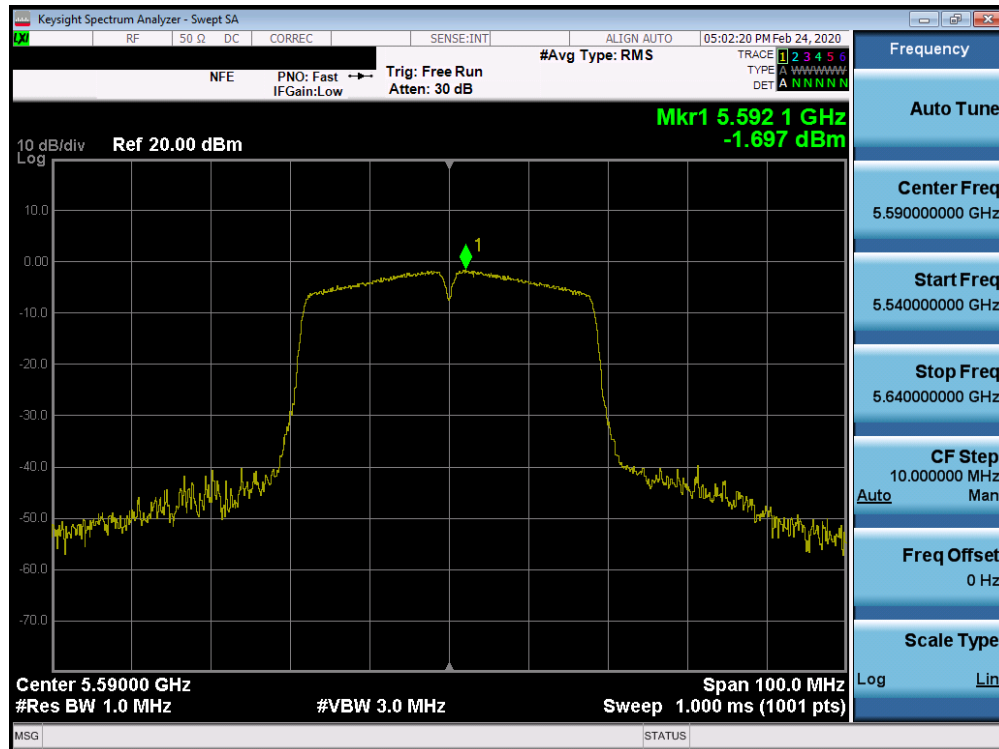 Keysight Spectrum Analyzer - Swept SA
LXI RF 50 Ω DC CORREC SENSE:INT ALIGN AUTO 05:02:20 PM Feb 24, 2020
NFE PNO: Fast Trig: Free Run #Avg Type: RMS TRACE 1 2 3 4 5 6
IFGain:Low Atten: 30 dB TYPE A WWWWW
DET A N N N N N
Mkr1 5.592 1 GHz
-1.697 dBm
10 dB/div Ref 20.00 dBm
Log
10.0
0.00
1
-10.0
-20.0
-30.0
-40.0
-50.0
-60.0
-70.0
Center 5.59000 GHz Span 100.0 MHz
#Res BW 1.0 MHz #VBW 3.0 MHz Sweep 1.000 ms (1001 pts)
MSG STATUS
Frequency
Auto Tune
Center Freq
5.590000000 GHz
Start Freq
5.540000000 GHz
Stop Freq
5.640000000 GHz
CF Step
10.000000 MHz
Auto Man
Freq Offset
0 Hz
Scale Type
Log Lin